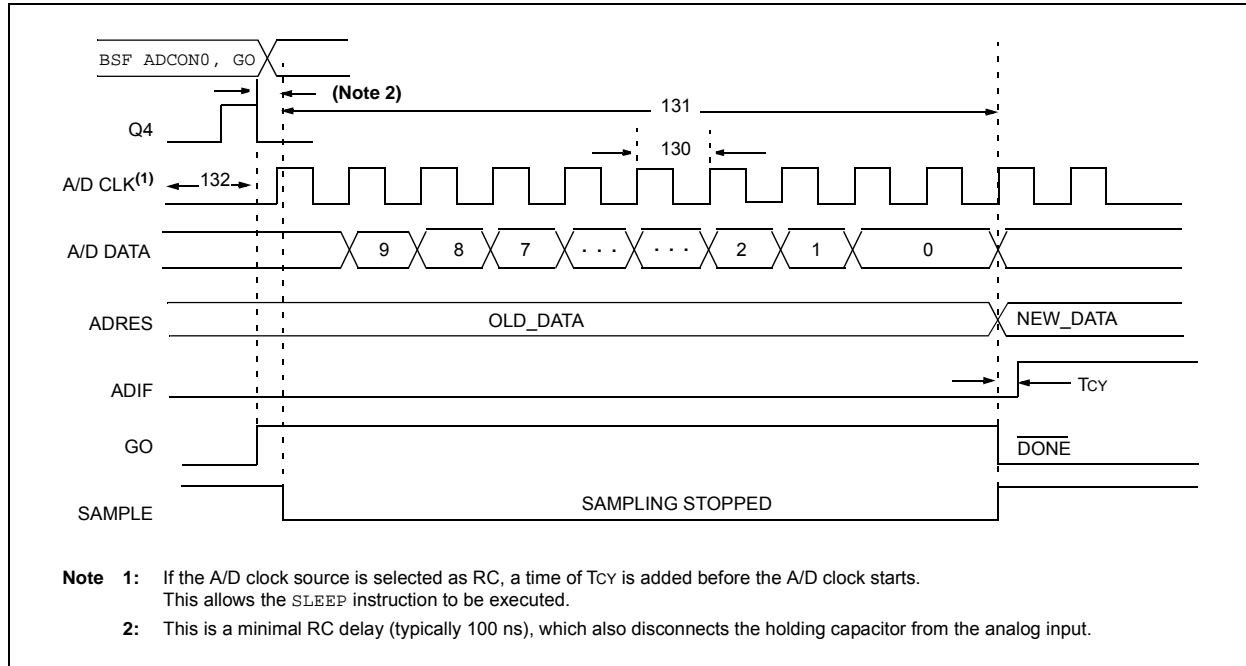 BSF ADCON0, GO
(Note 2)
131
Q4
130
A/D CLK(1)
132
A/D DATA
9 8 7 . . . . . . 2 1 0
ADRES
OLD_DATA
NEW_DATA
ADIF
TCY
GO
DONE
SAMPLE
SAMPLING STOPPED
Note 1: If the A/D clock source is selected as RC, a time of TCY is added before the A/D clock starts.
This allows the SLEEP instruction to be executed.
2: This is a minimal RC delay (typically 100 ns), which also disconnects the holding capacitor from the analog input.